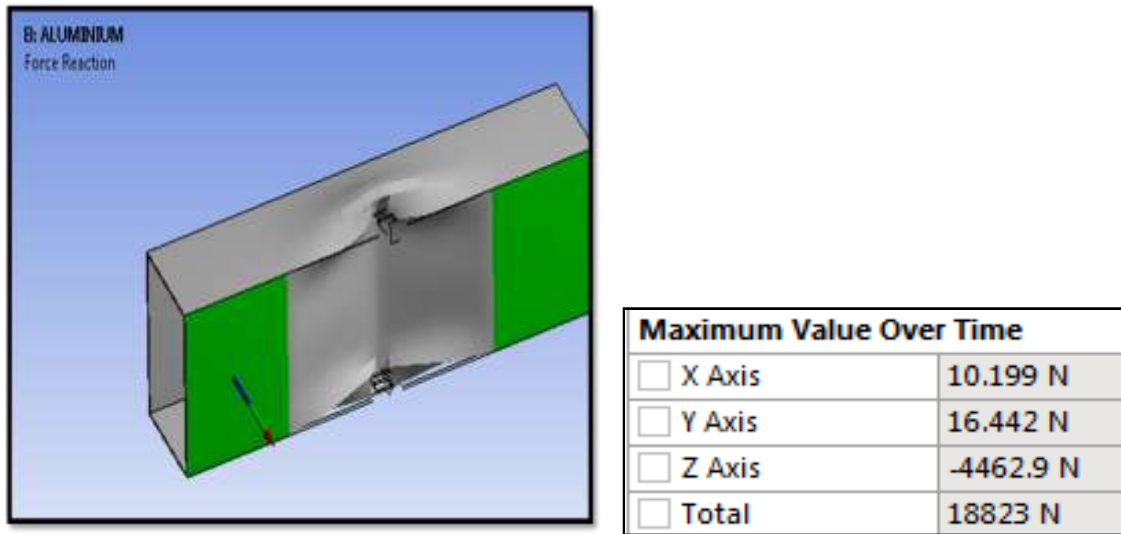 B: ALUMINIUM
Force Reaction
Maximum Value Over Time
X Axis 10.199 N
Y Axis 16.442 N
Z Axis -4462.9 N
Total 18823 N